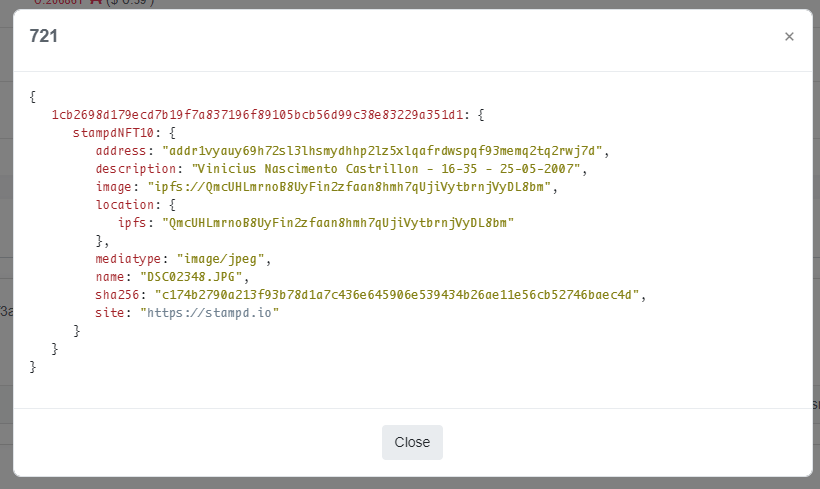 721
×
{
1cb2698d179ecd7b19f7a837196f89105bcb56d99c38e83229a351d1: {
stampdNFT10: {
address: "addr1vyauy69h72sl3lhsmydhhp2lz5xlqafrdwspqf93memq2tq2rwj7d",
description: "Vinicius Nascimento Castrillon - 16-35 - 25-05-2007",
image: "ipfs://QmcUHLmrnoB8UyFin2zfaan8hmh7qUjiVytbrnjVyDL8bm",
location: {
ipfs: "QmcUHLmrnoB8UyFin2zfaan8hmh7qUjiVytbrnjVyDL8bm"
},
mediatype: "image/jpeg",
name: "DSC02348.JPG",
sha256: "c174b2790a213f93b78d1a7c436e645906e539434b26ae11e56cb52746baec4d",
site: "https://stampd.io"
}
}
}
Close